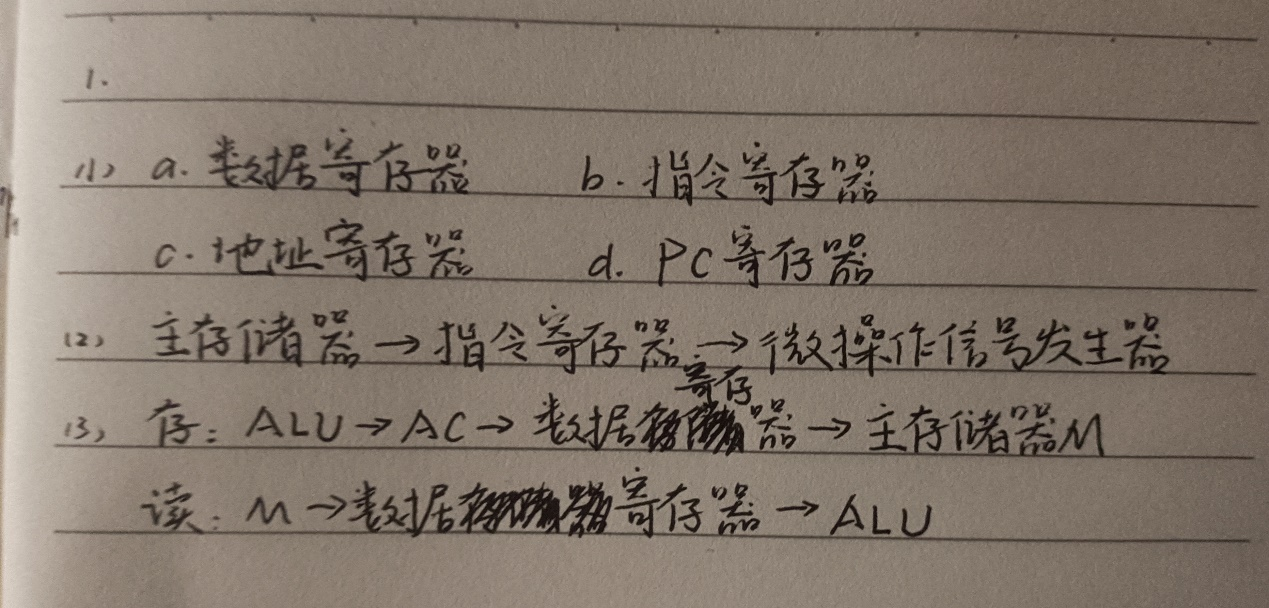 1.
(1) a. 数据寄存器 b. 指令寄存器
c. 地址寄存器 d. PC寄存器
(2) 主存储器→指令寄存器→微操作信号发生器
(3) 存: ALU→AC→数据寄存器→主存储器M
读: M→数据寄存器→ALU